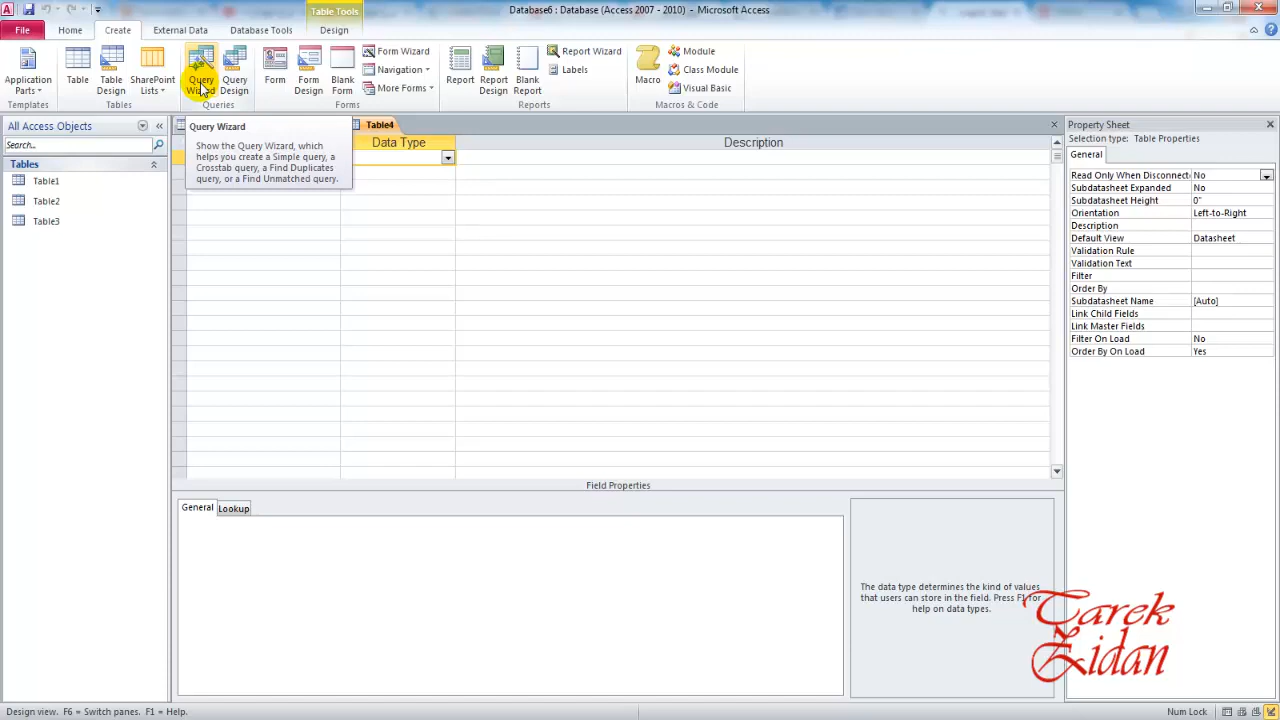 Database6 : Database (Access 2007 - 2010) - Microsoft Access
Table Tools
File
Home
Create
External Data
Database Tools
Design
Application Parts
Templates
Table
Table Design
SharePoint Lists
Tables
Query Wizard
Query Design
Queries
Form
Form Design
Blank Form
Form Wizard
Navigation
More Forms
Forms
Report
Report Design
Blank Report
Report Wizard
Labels
Reports
Macro
Module
Class Module
Visual Basic
Macros & Code
All Access Objects
Search...
Tables
Table1
Table2
Table3
Query Wizard
Show the Query Wizard, which
helps you create a Simple query, a
Crosstab query, a Find Duplicates
query, or a Find Unmatched query.
Table4
Data Type
Description
Field Properties
General
Lookup
The data type determines the kind of values
that users can store in the field. Press F1 for
help on data types.
Property Sheet
Selection type: Table Properties
General
Read Only When Disconnect No
Subdatasheet Expanded No
Subdatasheet Height 0"
Orientation Left-to-Right
Description
Default View Datasheet
Validation Rule
Validation Text
Filter
Order By
Subdatasheet Name [Auto]
Link Child Fields
Link Master Fields
Filter On Load No
Order By On Load Yes
Tarek
Zidan
Design view. F6 = Switch panes. F1 = Help.
Num Lock